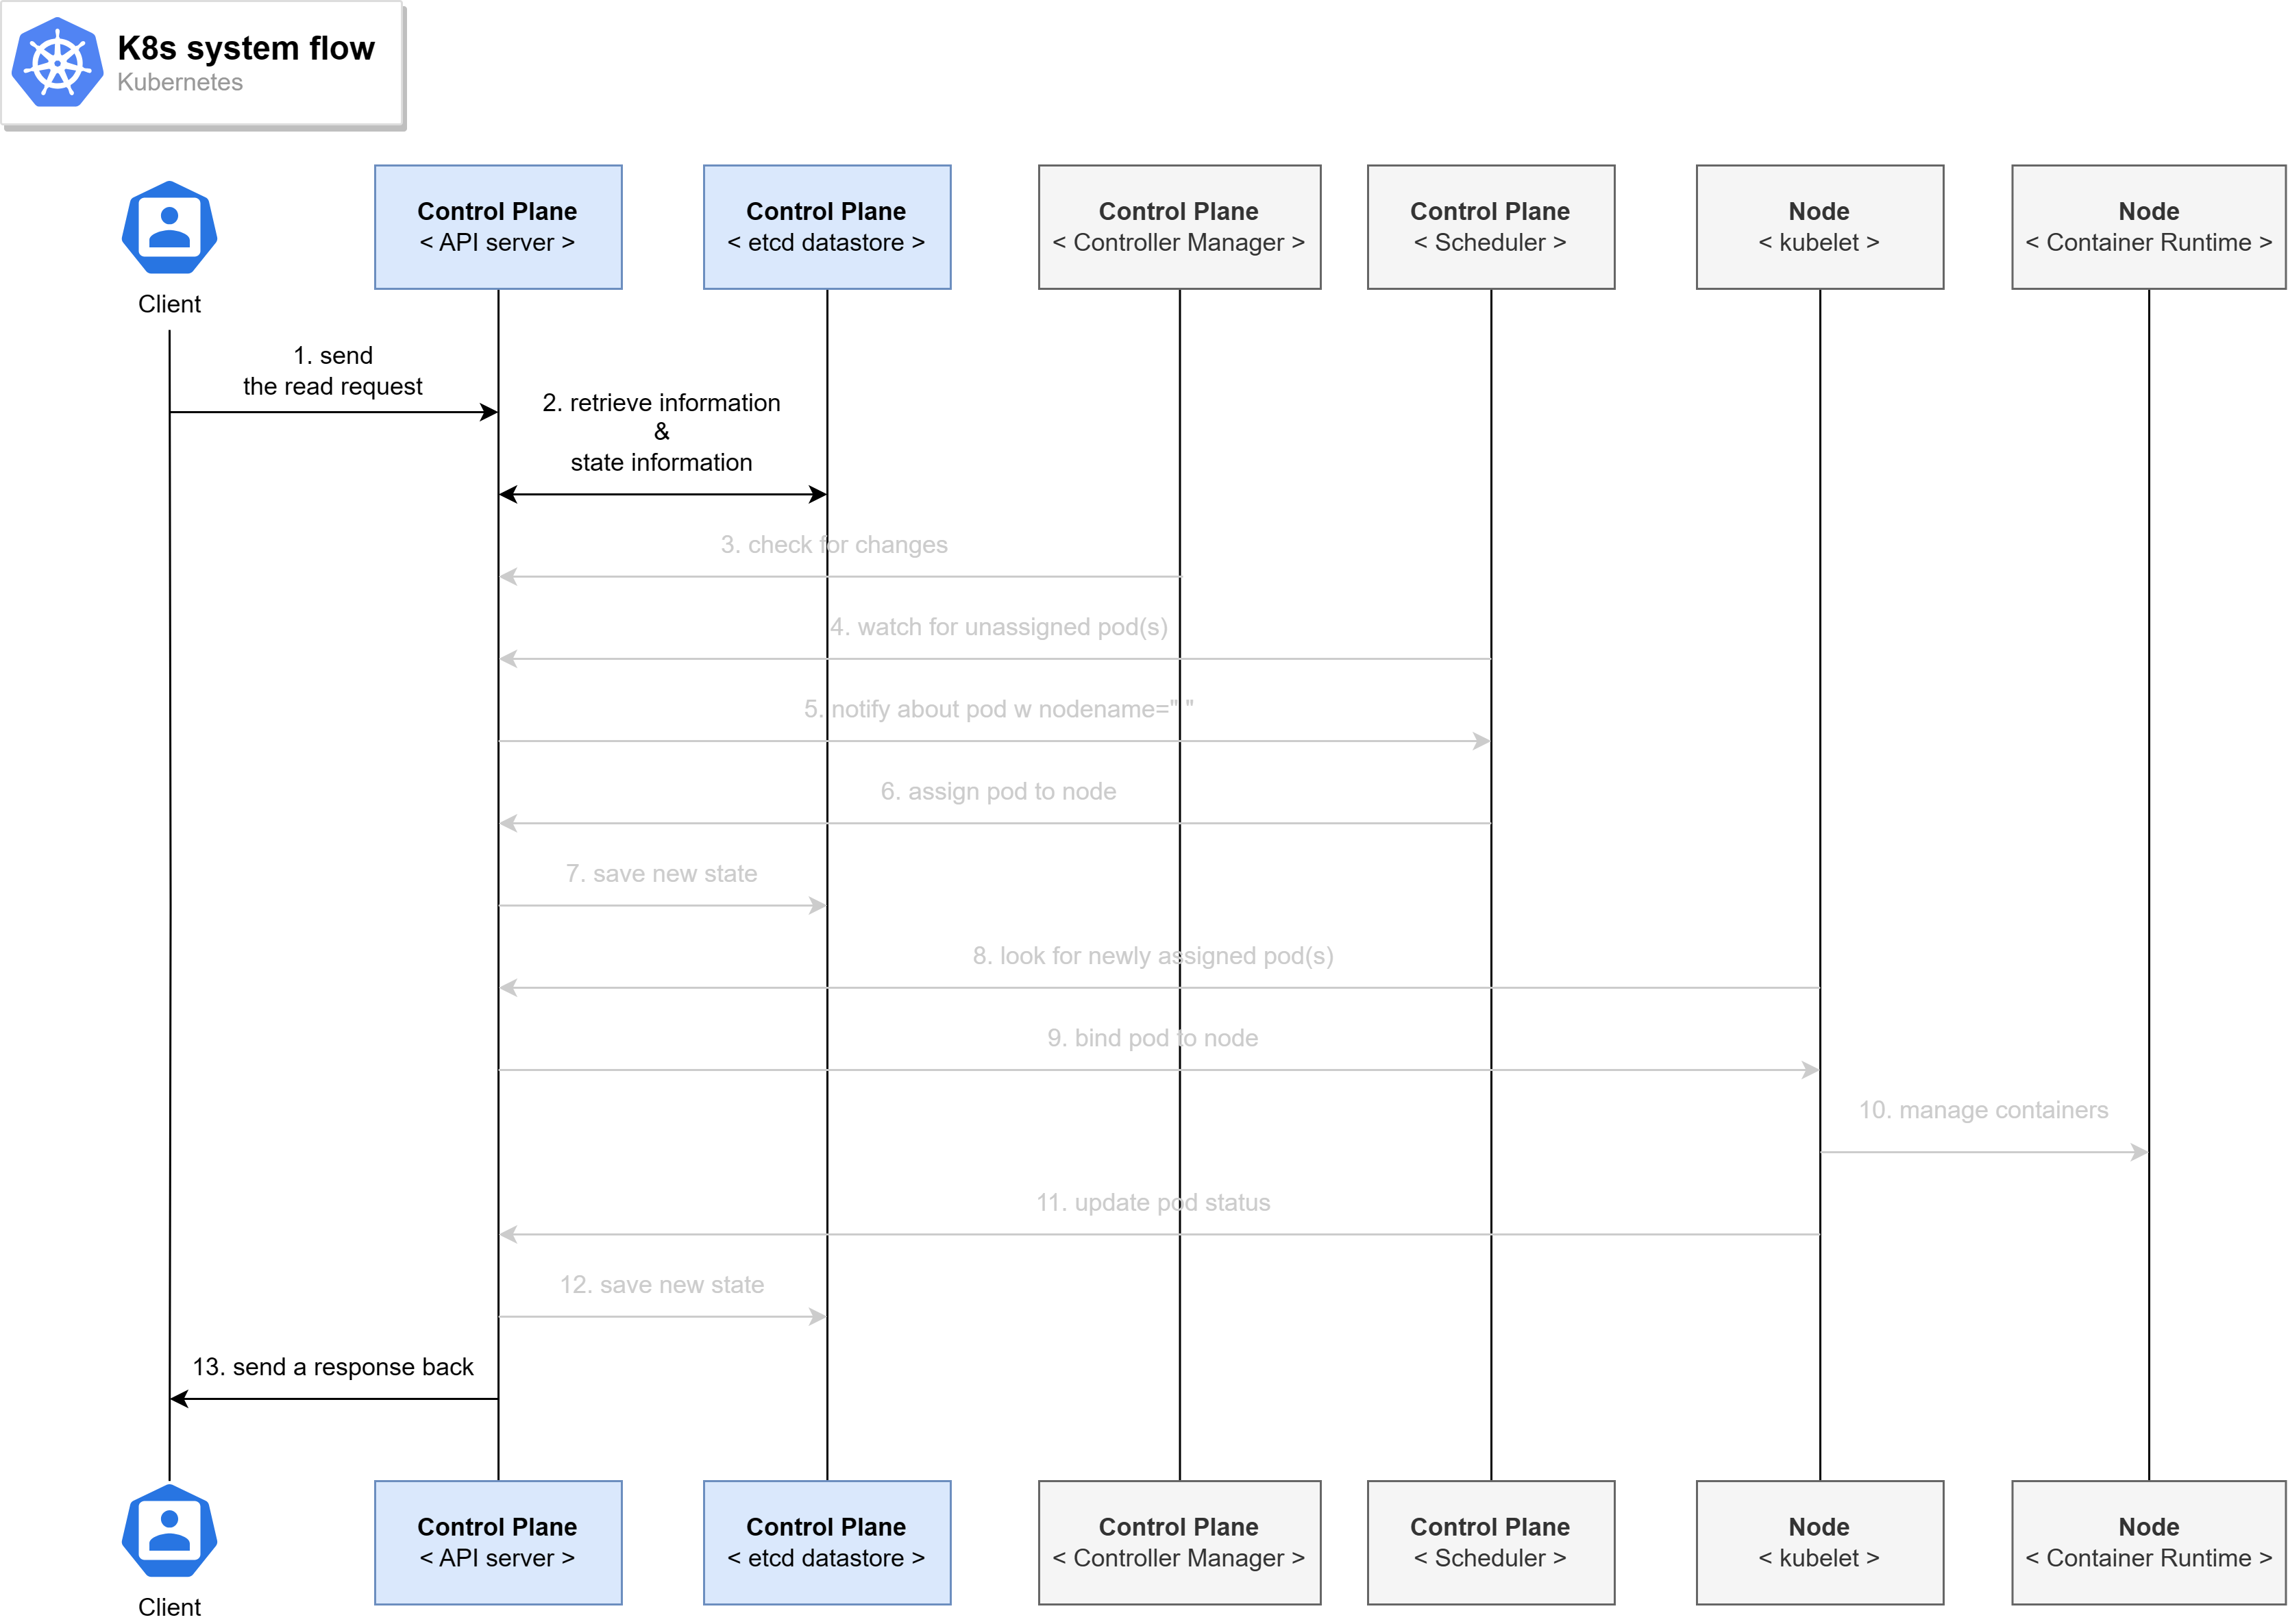 K8s system flow
Kubernetes
Client
Control Plane
< API server >
Control Plane
< etcd datastore >
Control Plane
< Controller Manager >
Control Plane
< Scheduler >
Node
< kubelet >
Node
< Container Runtime >
1. send
the read request
2. retrieve information
&
state information
3. check for changes
4. watch for unassigned pod(s)
5. notify about pod w nodename=" "
6. assign pod to node
7. save new state
8. look for newly assigned pod(s)
9. bind pod to node
10. manage containers
11. update pod status
12. save new state
13. send a response back
Client
Control Plane
< API server >
Control Plane
< etcd datastore >
Control Plane
< Controller Manager >
Control Plane
< Scheduler >
Node
< kubelet >
Node
< Container Runtime >